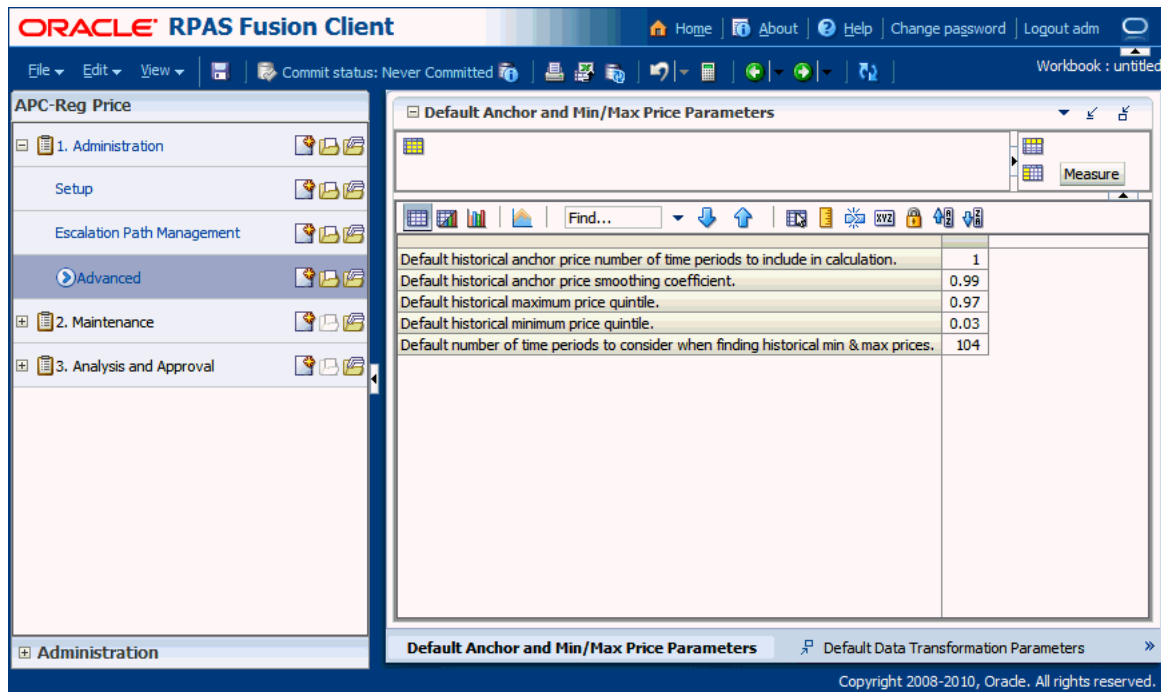 ORACLE® RPAS Fusion Client
Home About Help Change password Logout adm
File Edit View Commit status: Never Committed Workbook : untitled
APC-Reg Price
1. Administration
Setup
Escalation Path Management
Advanced
2. Maintenance
3. Analysis and Approval
Administration
Default Anchor and Min/Max Price Parameters
Measure
Find...
XYZ
Default historical anchor price number of time periods to include in calculation. 1
Default historical anchor price smoothing coefficient. 0.99
Default historical maximum price quintile. 0.97
Default historical minimum price quintile. 0.03
Default number of time periods to consider when finding historical min & max prices. 104
Default Anchor and Min/Max Price Parameters Default Data Transformation Parameters »
Copyright 2008-2010, Oracle. All rights reserved.